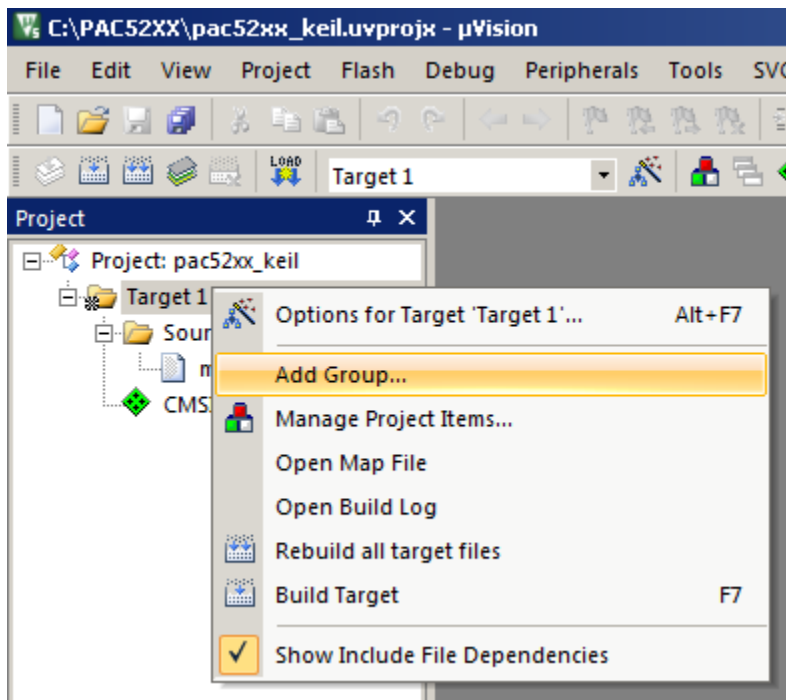 C:\PAC52XX\pac52xx_keil.uvprojx - µVision
File Edit View Project Flash Debug Peripherals Tools
LOAD
Target 1
Project
Project: pac52xx_keil
Target 1
Options for Target 'Target 1'... Alt+F7
Add Group...
Manage Project Items...
Open Map File
Open Build Log
Rebuild all target files
Build Target F7
Show Include File Dependencies